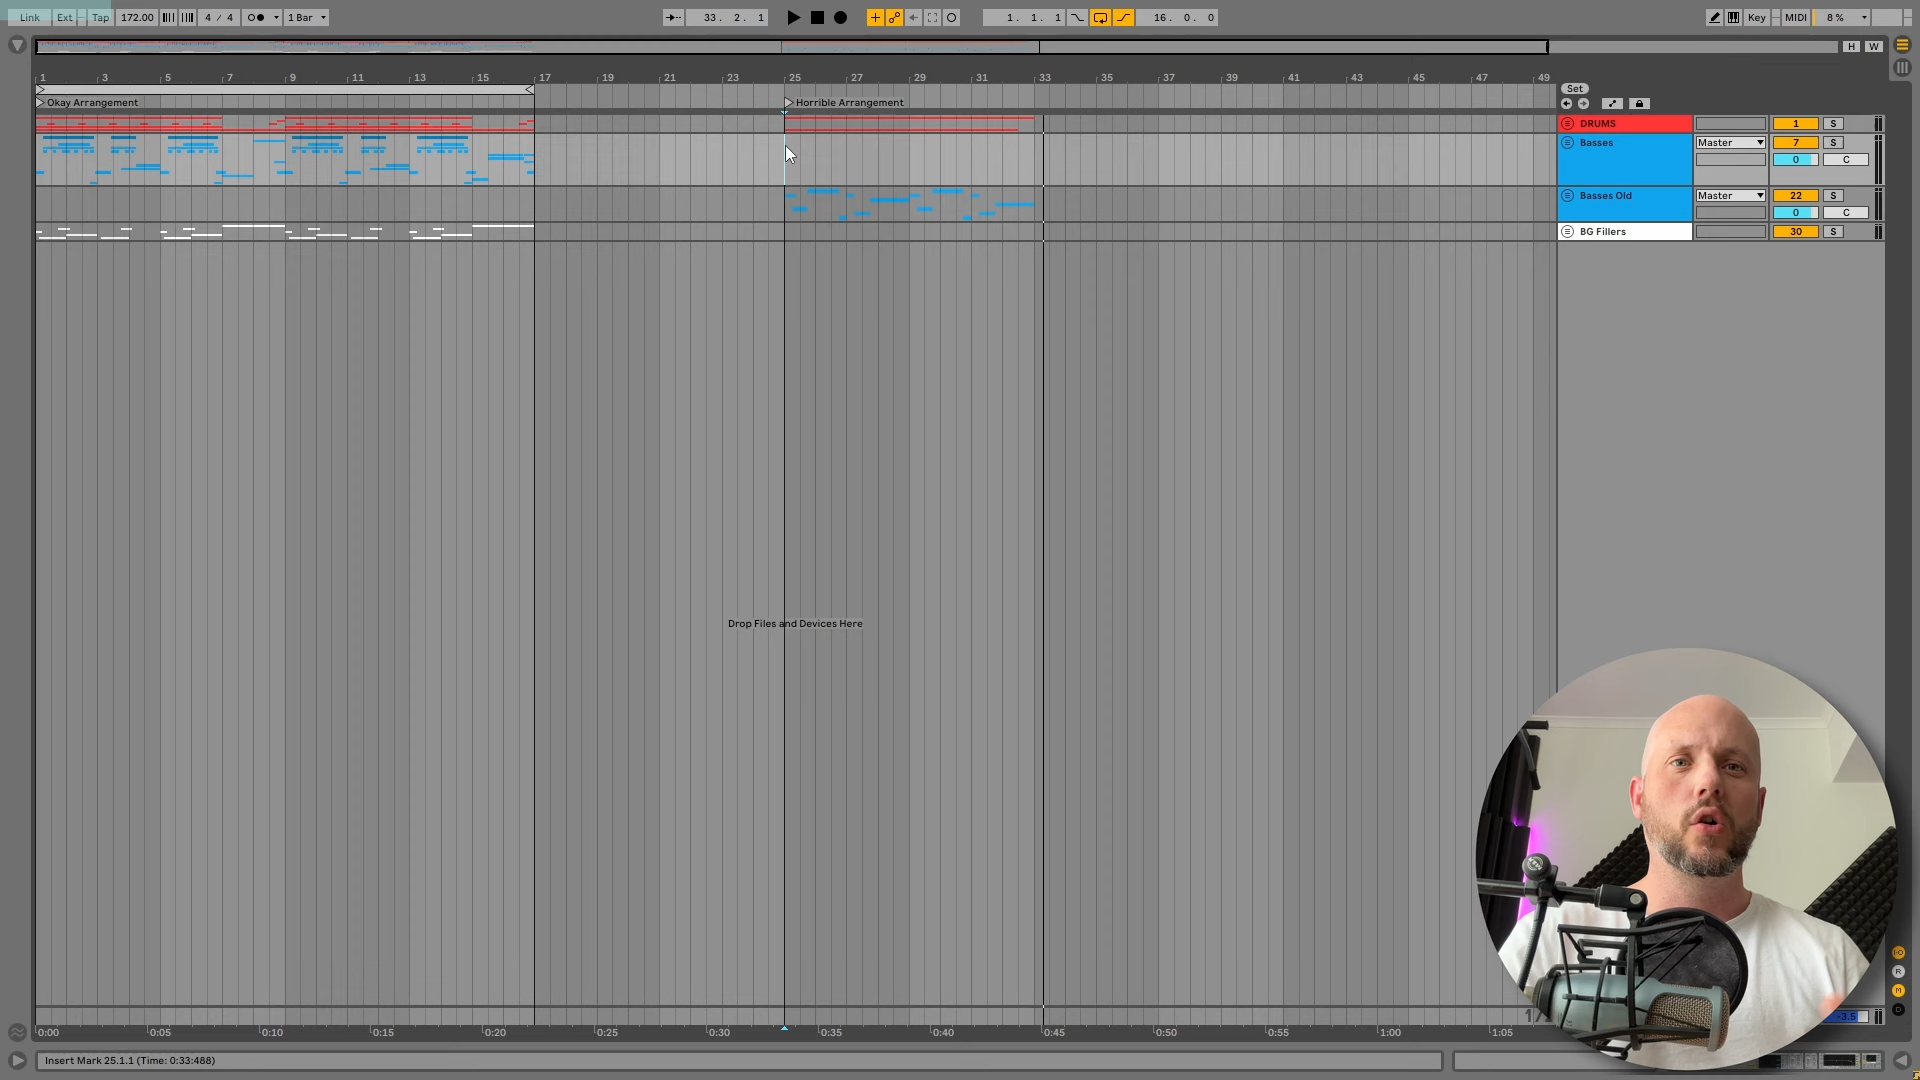 Link Ext Tap 172.00 4 / 4 1 Bar 33. 2. 1 1. 1. 1 16. 0. 0 Key MIDI 8 %
H W
1 3 5 7 9 11 13 15 17 19 21 23 25 27 29 31 33 35 37 39 41 43 45 47 49
Set
Okay Arrangement Horrible Arrangement
DRUMS 1 S
Basses Master 7 S
0 C
Basses Old Master 22 S
0 C
BG Fillers 30 S
Drop Files and Devices Here
R
M
D
-3.5
0:00 0:05 0:10 0:15 0:20 0:25 0:30 0:35 0:40 0:45 0:50 0:55 1:00 1:05
Insert Mark 25.1.1 (Time: 0:33:488)